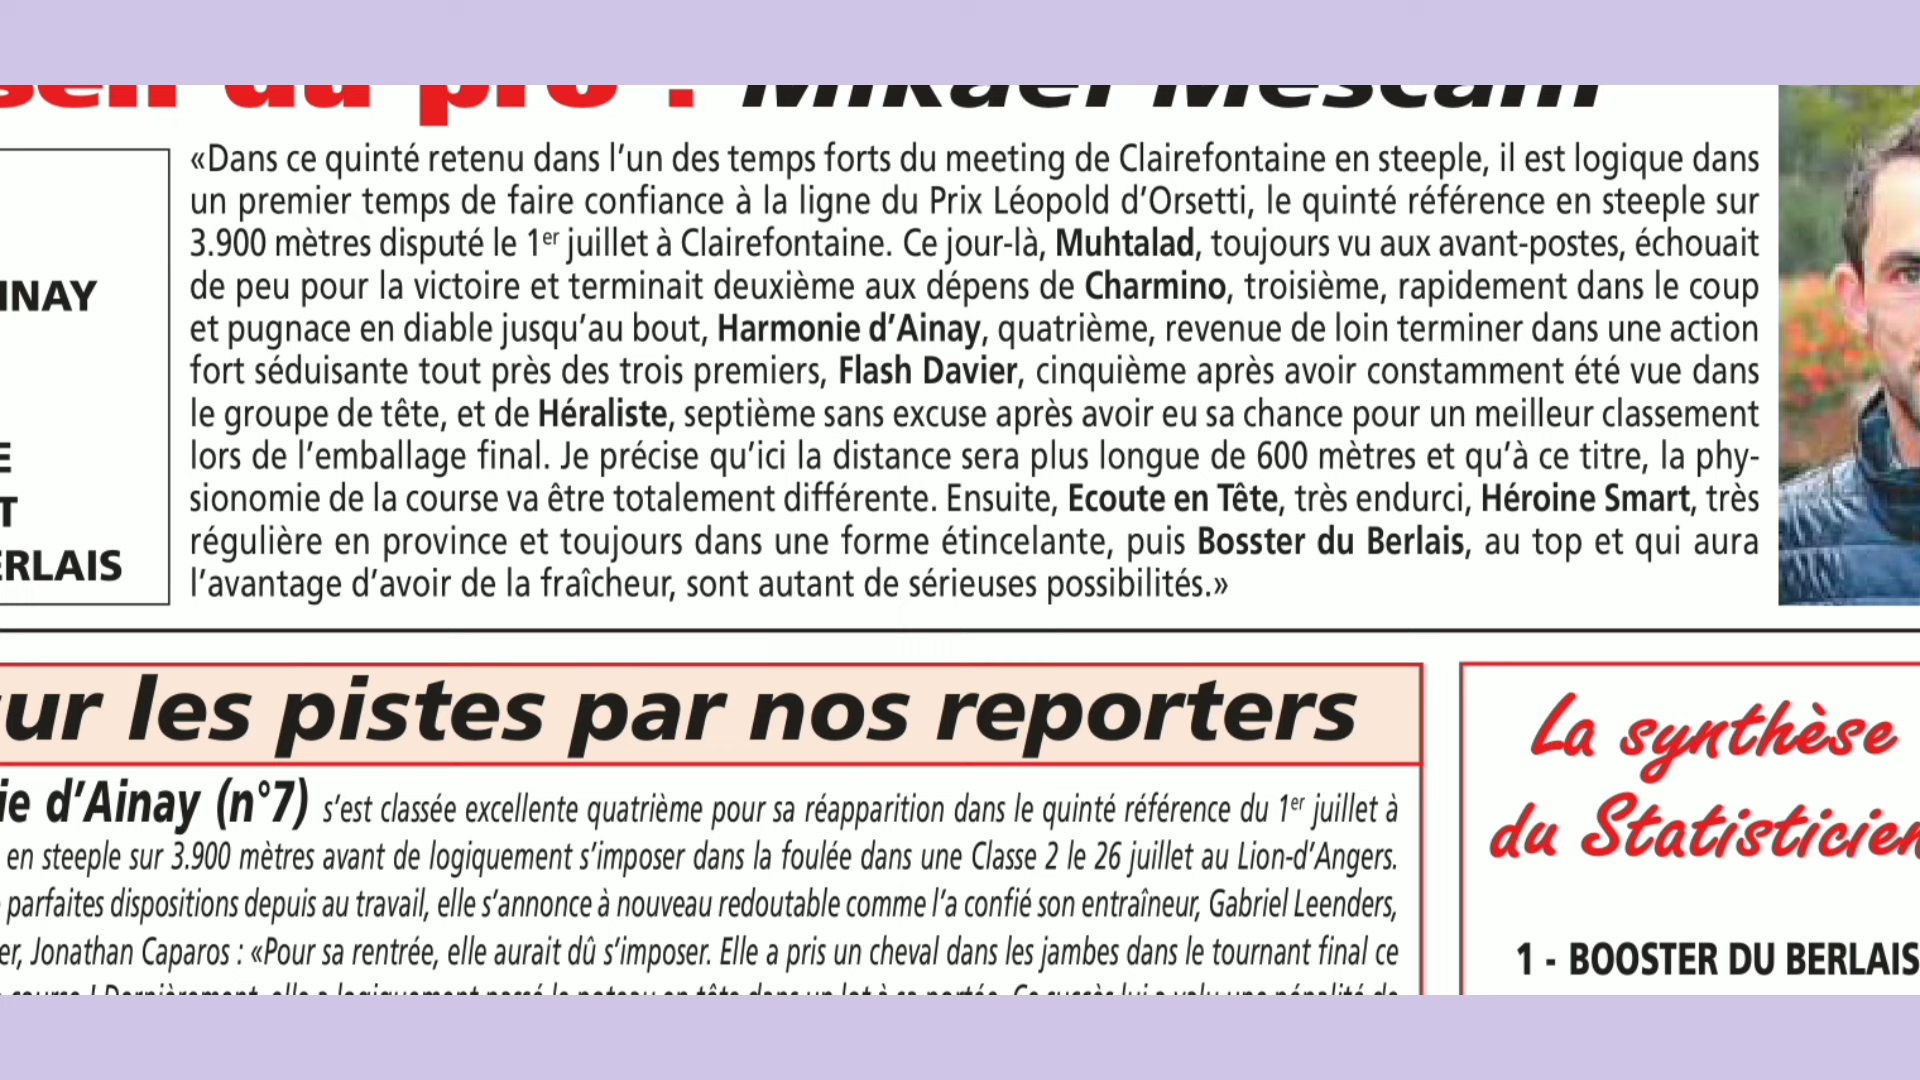 du pro : Mikaël Mescam
INAY
E
T
ERLAIS
«Dans ce quinté retenu dans l’un des temps forts du meeting de Clairefontaine en steeple, il est logique dans
un premier temps de faire confiance à la ligne du Prix Léopold d’Orsetti, le quinté référence en steeple sur
3.900 mètres disputé le 1er juillet à Clairefontaine. Ce jour-là, Muhtalad, toujours vu aux avant-postes, échouait
de peu pour la victoire et terminait deuxième aux dépens de Charmino, troisième, rapidement dans le coup
et pugnace en diable jusqu’au bout, Harmonie d’Ainay, quatrième, revenue de loin terminer dans une action
fort séduisante tout près des trois premiers, Flash Davier, cinquième après avoir constamment été vue dans
le groupe de tête, et de Héraliste, septième sans excuse après avoir eu sa chance pour un meilleur classement
lors de l’emballage final. Je précise qu’ici la distance sera plus longue de 600 mètres et qu’à ce titre, la phy-
sionomie de la course va être totalement différente. Ensuite, Ecoute en Tête, très endurci, Héroine Smart, très
régulière en province et toujours dans une forme étincelante, puis Bosster du Berlais, au top et qui aura
l’avantage d’avoir de la fraîcheur, sont autant de sérieuses possibilités.»
ur les pistes par nos reporters
ie d’Ainay (n°7) s’est classée excellente quatrième pour sa réapparition dans le quinté référence du 1er juillet à
en steeple sur 3.900 mètres avant de logiquement s’imposer dans la foulée dans une Classe 2 le 26 juillet au Lion-d’Angers.
parfaites dispositions depuis au travail, elle s’annonce à nouveau redoutable comme l’a confié son entraîneur, Gabriel Leenders,
er, Jonathan Caparos : «Pour sa rentrée, elle aurait dû s’imposer. Elle a pris un cheval dans les jambes dans le tournant final ce
La synthèse
du Statisticien
1 - BOOSTER DU BERLAIS